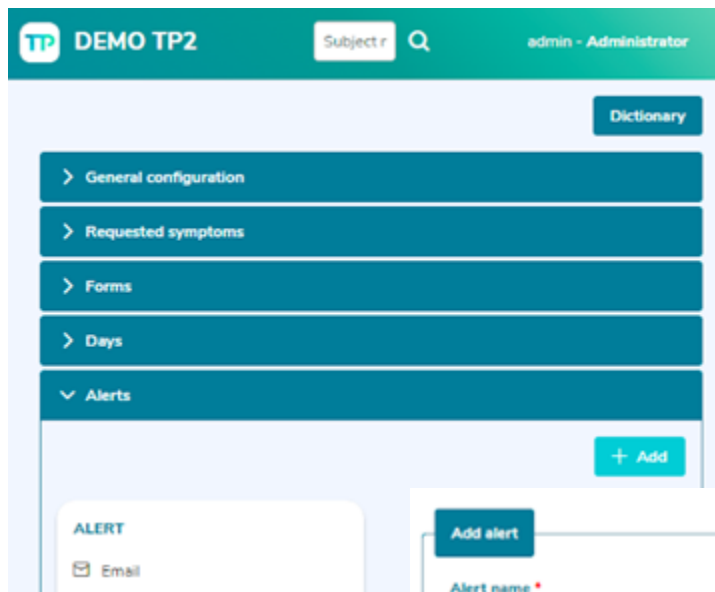 TP DEMO TP2
Subject r
admin - Administrator
Dictionary
General configuration
Requested symptoms
Forms
Days
Alerts
+ Add
ALERT
Email
Add alert
Alert name *